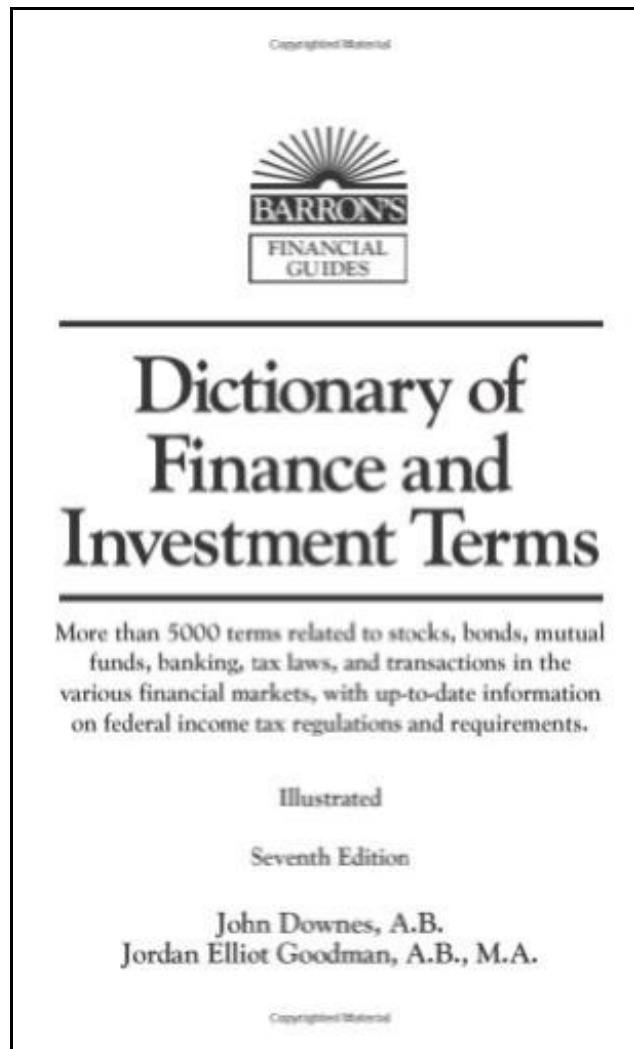 Copyrighted Material
BARRON'S
FINANCIAL
GUIDES
Dictionary of
Finance and
Investment Terms
More than 5000 terms related to stocks, bonds, mutual
funds, banking, tax laws, and transactions in the
various financial markets, with up-to-date information
on federal income tax regulations and requirements.
Illustrated
Seventh Edition
John Downes, A.B.
Jordan Elliot Goodman, A.B., M.A.
Copyrighted Material